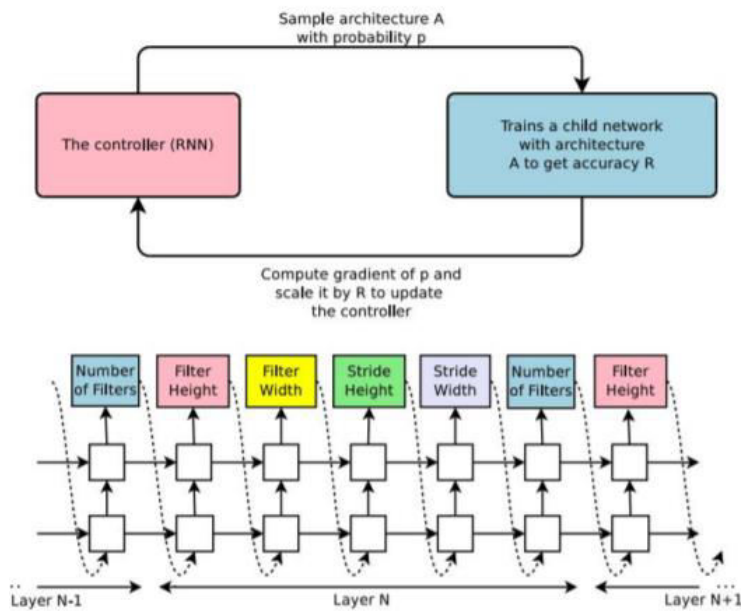 Sample architecture A
with probability p
The controller (RNN)
Trains a child network
with architecture
A to get accuracy R
Compute gradient of p and
scale it by R to update
the controller
Number
of Filters
Filter
Height
Filter
Width
Stride
Height
Stride
Width
Number
of Filters
Filter
Height
.. Layer N-1
Layer N
Layer N+1 ...